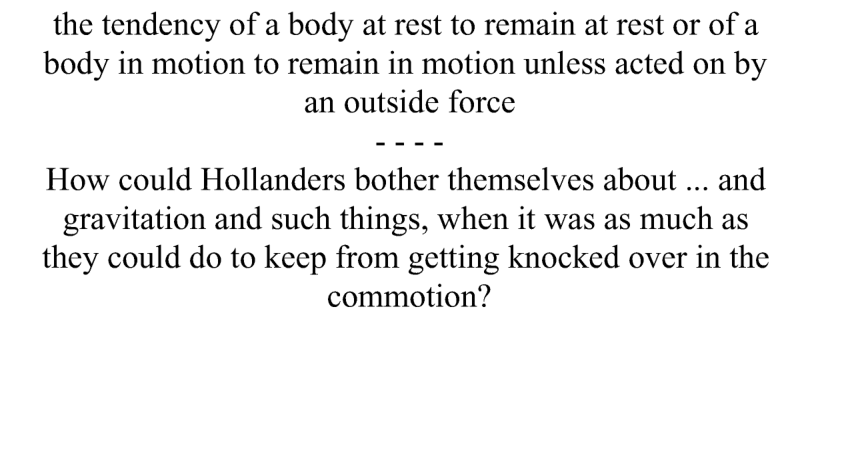 the tendency of a body at rest to remain at rest or of a
body in motion to remain in motion unless acted on by
an outside force
- - - -
How could Hollanders bother themselves about ... and
gravitation and such things, when it was as much as
they could do to keep from getting knocked over in the
commotion?